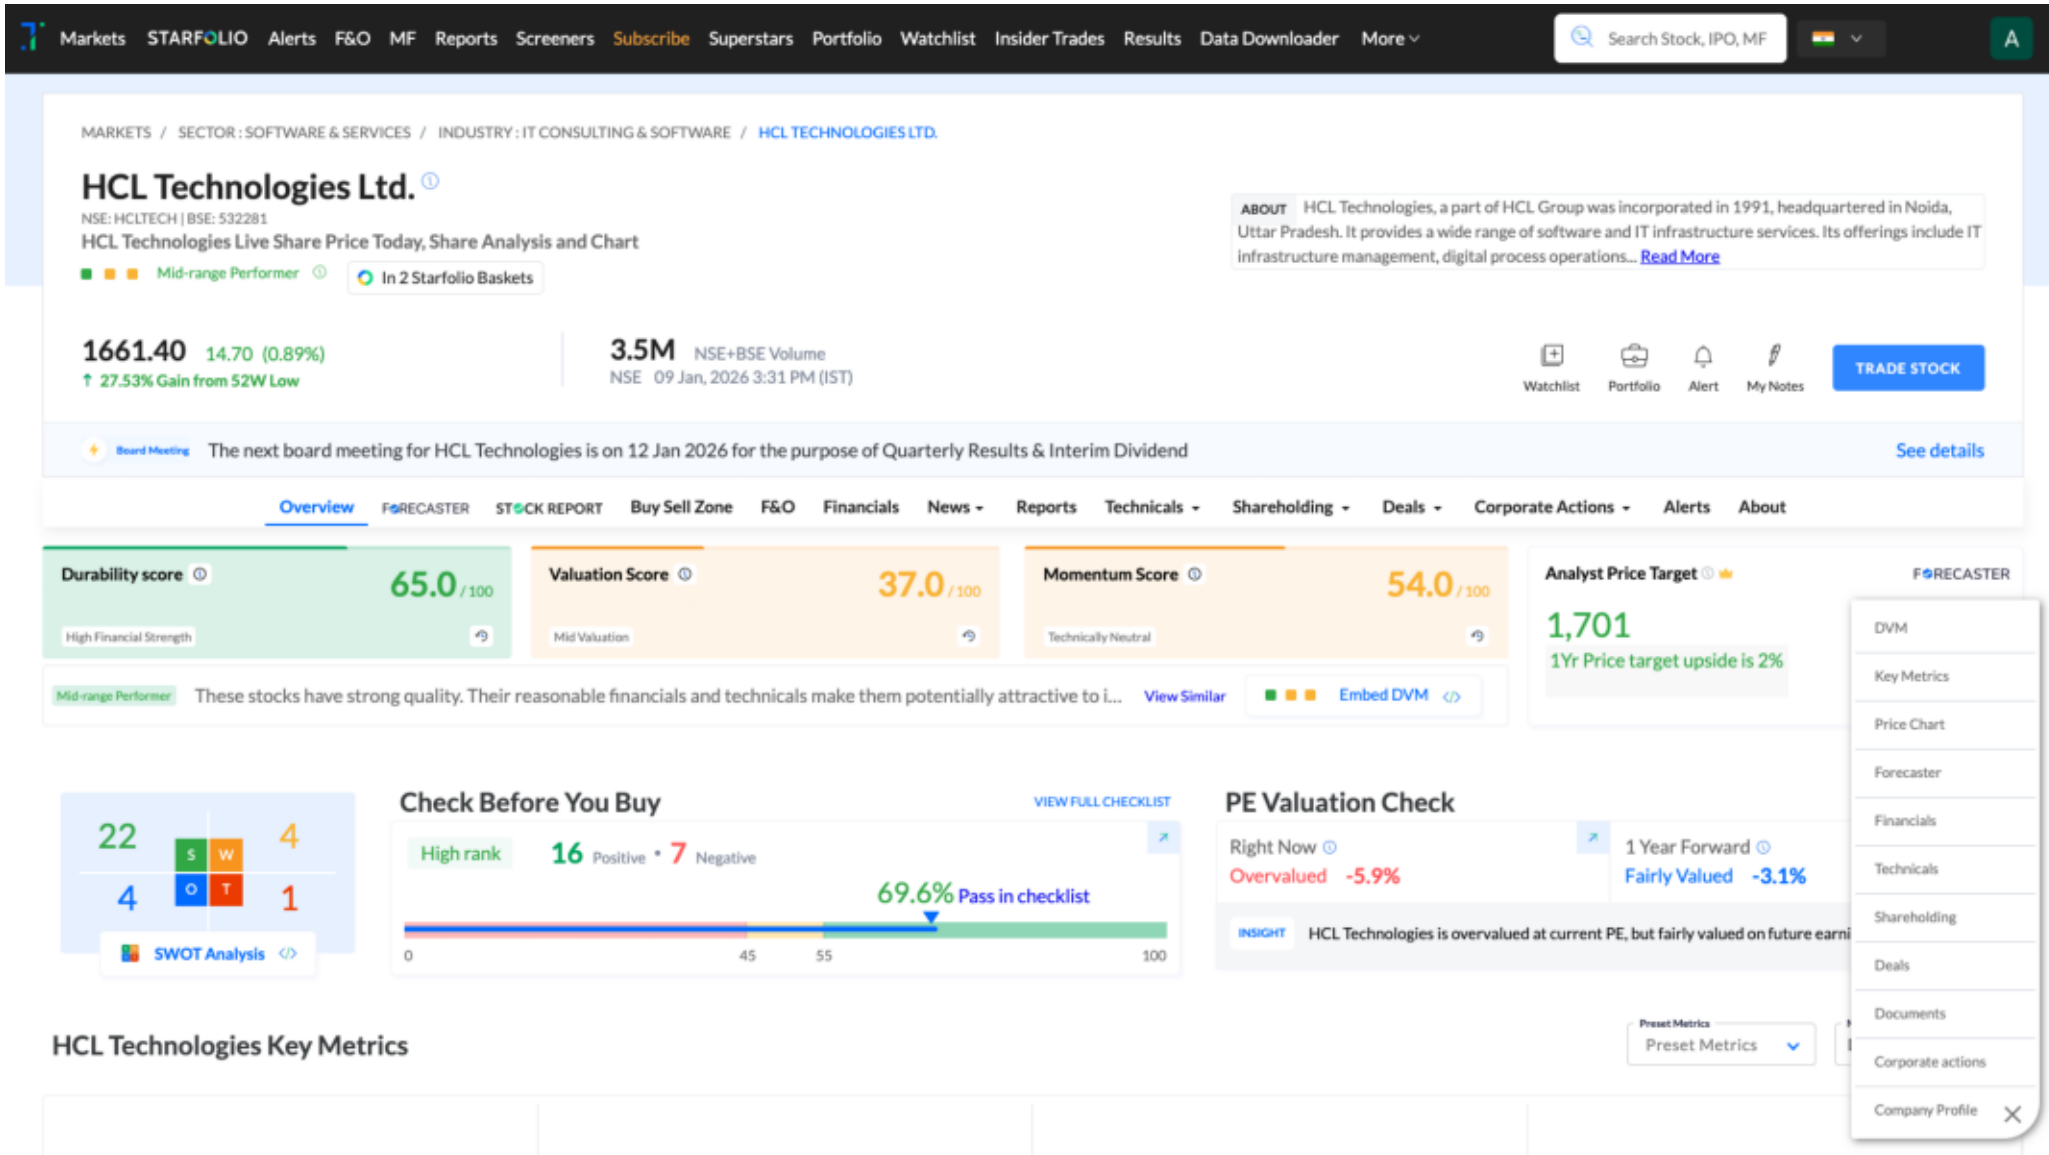 Markets STARFOLIO Alerts F&O MF Reports Screeners Subscribe Superstars Portfolio Watchlist Insider Trades Results Data Downloader More Search Stock, IPO, MF A
MARKETS / SECTOR : SOFTWARE & SERVICES / INDUSTRY : IT CONSULTING & SOFTWARE / HCL TECHNOLOGIES LTD.
HCL Technologies Ltd.
NSE: HCLTECH | BSE: 532281
HCL Technologies Live Share Price Today, Share Analysis and Chart
Mid-range Performer In 2 Starfolio Baskets
ABOUT HCL Technologies, a part of HCL Group was incorporated in 1991, headquartered in Noida,
Uttar Pradesh. It provides a wide range of software and IT infrastructure services. Its offerings include IT
infrastructure management, digital process operations... Read More
1661.40 14.70 (0.89%)
↑ 27.53% Gain from 52W Low
3.5M NSE+BSE Volume
NSE 09 Jan, 2026 3:31 PM (IST)
Watchlist Portfolio Alert My Notes TRADE STOCK
Board Meeting The next board meeting for HCL Technologies is on 12 Jan 2026 for the purpose of Quarterly Results & Interim Dividend See details
Overview FORECASTER STOCK REPORT Buy Sell Zone F&O Financials News Reports Technicals Shareholding Deals Corporate Actions Alerts About
Durability score 65.0 / 100
High Financial Strength
Valuation Score 37.0 / 100
Mid Valuation
Momentum Score 54.0 / 100
Technically Neutral
Analyst Price Target FORECASTER
1,701
1Yr Price target upside is 2%
Mid-range Performer These stocks have strong quality. Their reasonable financials and technicals make them potentially attractive to i... View Similar Embed DVM </>
22 4
S W
O T
4 1
SWOT Analysis </>
Check Before You Buy VIEW FULL CHECKLIST
High rank 16 Positive • 7 Negative
69.6% Pass in checklist
0 45 55 100
PE Valuation Check
Right Now
Overvalued -5.9%
1 Year Forward
Fairly Valued -3.1%
INSIGHT HCL Technologies is overvalued at current PE, but fairly valued on future earni
HCL Technologies Key Metrics
Preset Metrics
Preset Metrics
DVM
Key Metrics
Price Chart
Forecaster
Financials
Technicals
Shareholding
Deals
Documents
Corporate actions
Company Profile